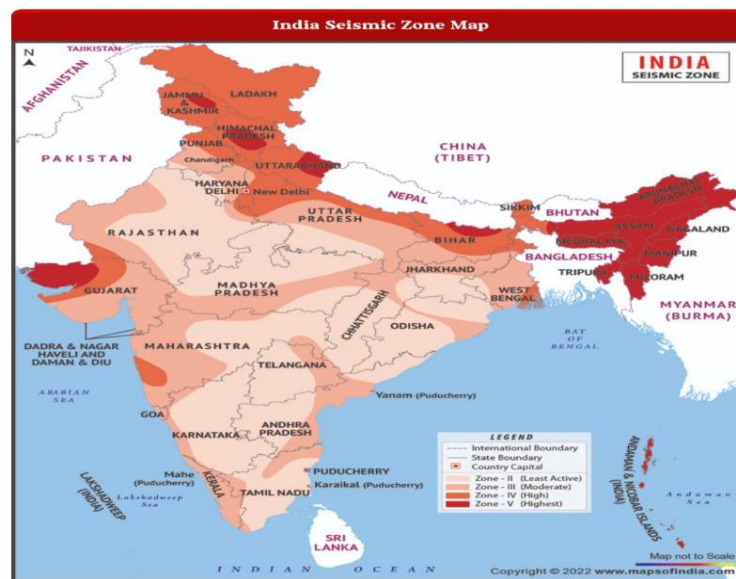 India Seismic Zone Map
N
TAJIKISTAN
AFGHANISTAN
PAKISTAN
INDIA
SEISMIC ZONE
JAMMU
&
KASHMIR
LADAKH
HIMACHAL
PRADESH
PUNJAB
Chandigarh
UTTARAKHAND
HARYANA
DELHI
New Delhi
CHINA
(TIBET)
NEPAL
RAJASTHAN
UTTAR
PRADESH
SIKKIM
BHUTAN
ARUNACHAL
PRADESH
ASSAM
NAGALAND
MEGHALAYA
MANIPUR
BANGLADESH
TRIPURA
MIZORAM
BIHAR
JHARKHAND
WEST
BENGAL
GUJARAT
MADHYA
PRADESH
CHHATTISGARH
ODISHA
MYANMAR
(BURMA)
DADRA & NAGAR
HAVELI AND
DAMAN & DIU
MAHARASHTRA
TELANGANA
BAY
OF
BENGAL
ARABIAN
SEA
GOA
KARNATAKA
ANDHRA
PRADESH
Yanam (Puducherry)
LAKSHADWEEP
(INDIA)
Lakshadweep
Sea
Mahe
(Puducherry)
KERALA
TAMIL NADU
PUDUCHERRY
Karaikal (Puducherry)
SRI
LANKA
LEGEND
International Boundary
State Boundary
Country Capital
Zone - II (Least Active)
Zone - III (Moderate)
Zone - IV (High)
Zone - V (Highest)
ANDAMAN
& NICOBAR ISLANDS
(INDIA)
Andaman
Sea
INDIAN OCEAN
Map not to Scale
Copyright © 2022 www.mapsofindia.com